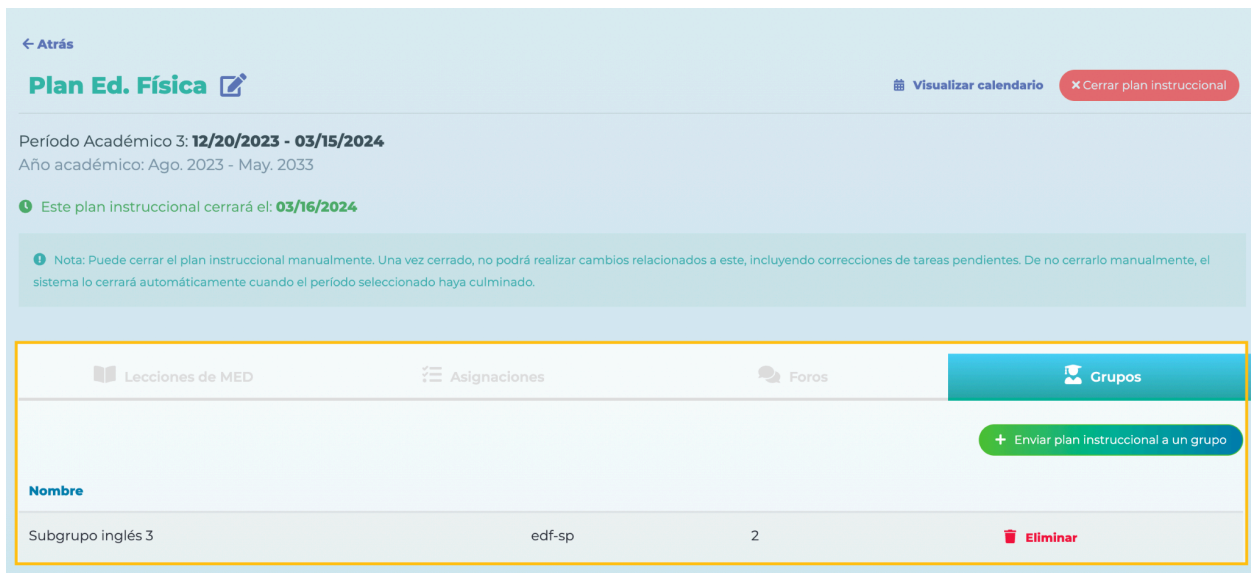 Atrás
Plan Ed. Física
Visualizar calendario
Cerrar plan instruccional
Período Académico 3: 12/20/2023 - 03/15/2024
Año académico: Ago. 2023 - May. 2033
Este plan instruccional cerrará el: 03/16/2024
Nota: Puede cerrar el plan instruccional manualmente. Una vez cerrado, no podrá realizar cambios relacionados a este, incluyendo correcciones de tareas pendientes. De no cerrarlo manualmente, el
sistema lo cerrará automáticamente cuando el período seleccionado haya culminado.
Lecciones de MED
Asignaciones
Foros
Grupos
+ Enviar plan instruccional a un grupo
Nombre
Subgrupo inglés 3 edf-sp 2 Eliminar